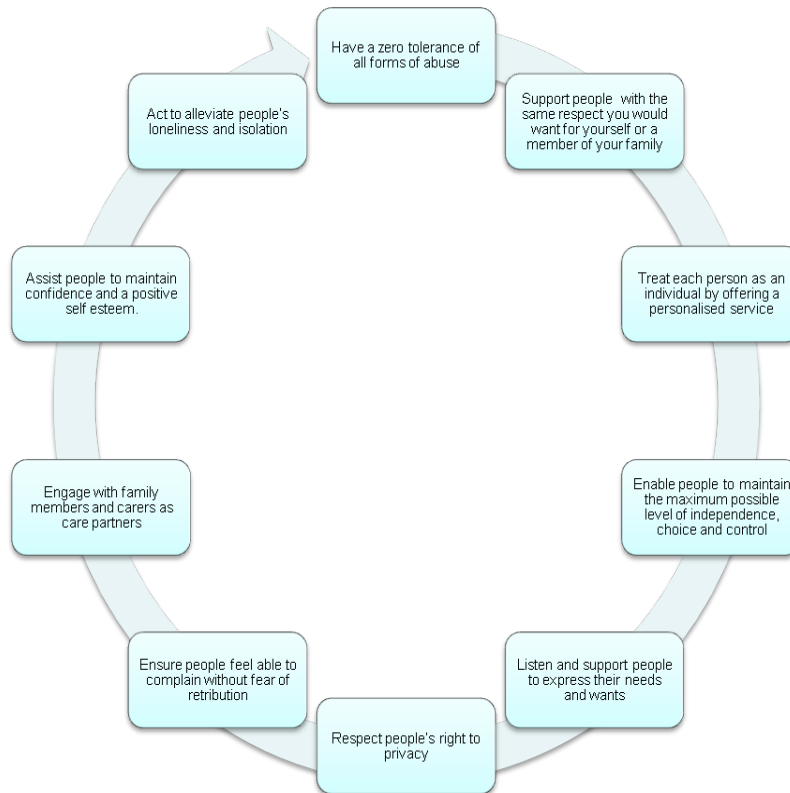 Have a zero tolerance of
all forms of abuse
Support people with the
same respect you would
want for yourself or a
member of your family
Treat each person as an
individual by offering a
personalised service
Enable people to maintain
the maximum possible
level of independence,
choice and control
Listen and support people
to express their needs
and wants
Respect people's right to
privacy
Ensure people feel able to
complain without fear of
retribution
Engage with family
members and carers as
care partners
Assist people to maintain
confidence and a positive
self esteem.
Act to alleviate people's
loneliness and isolation